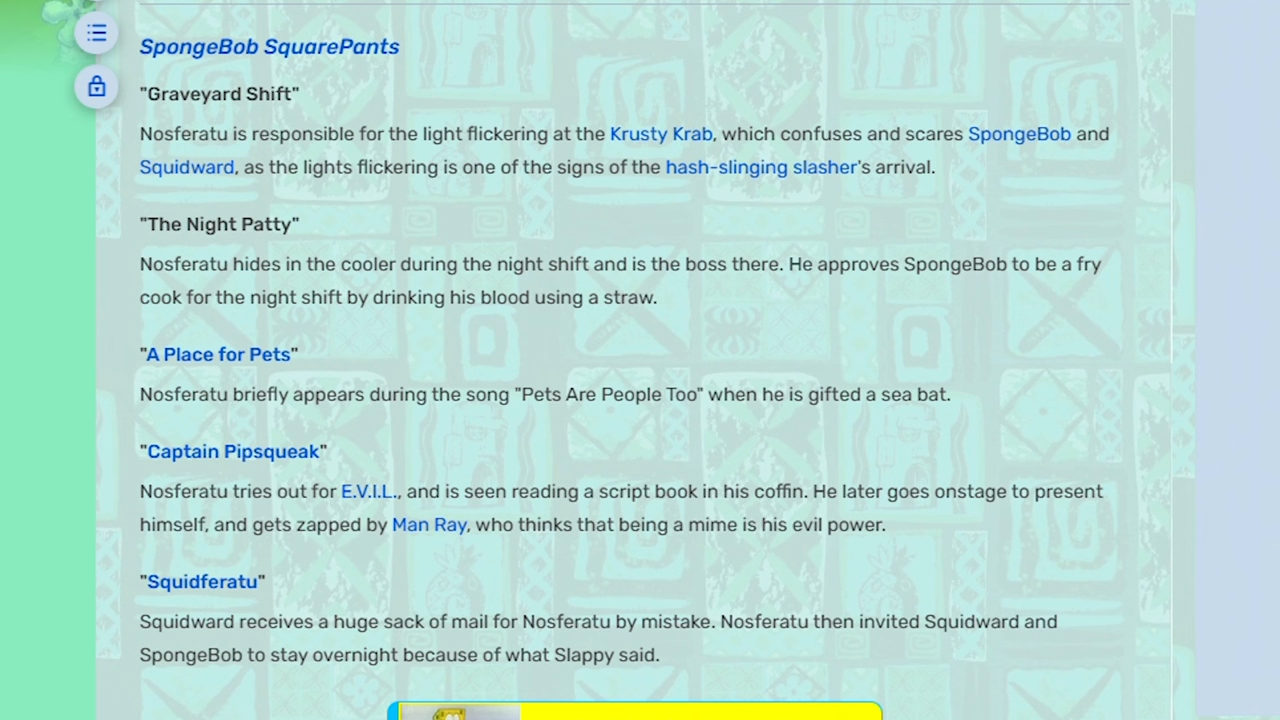 SpongeBob SquarePants
"Graveyard Shift"
Nosferatu is responsible for the light flickering at the Krusty Krab, which confuses and scares SpongeBob and
Squidward, as the lights flickering is one of the signs of the hash-slinging slasher's arrival.
"The Night Patty"
Nosferatu hides in the cooler during the night shift and is the boss there. He approves SpongeBob to be a fry
cook for the night shift by drinking his blood using a straw.
"A Place for Pets"
Nosferatu briefly appears during the song "Pets Are People Too" when he is gifted a sea bat.
"Captain Pipsqueak"
Nosferatu tries out for E.V.I.L., and is seen reading a script book in his coffin. He later goes onstage to present
himself, and gets zapped by Man Ray, who thinks that being a mime is his evil power.
"Squidferatu"
Squidward receives a huge sack of mail for Nosferatu by mistake. Nosferatu then invited Squidward and
SpongeBob to stay overnight because of what Slappy said.